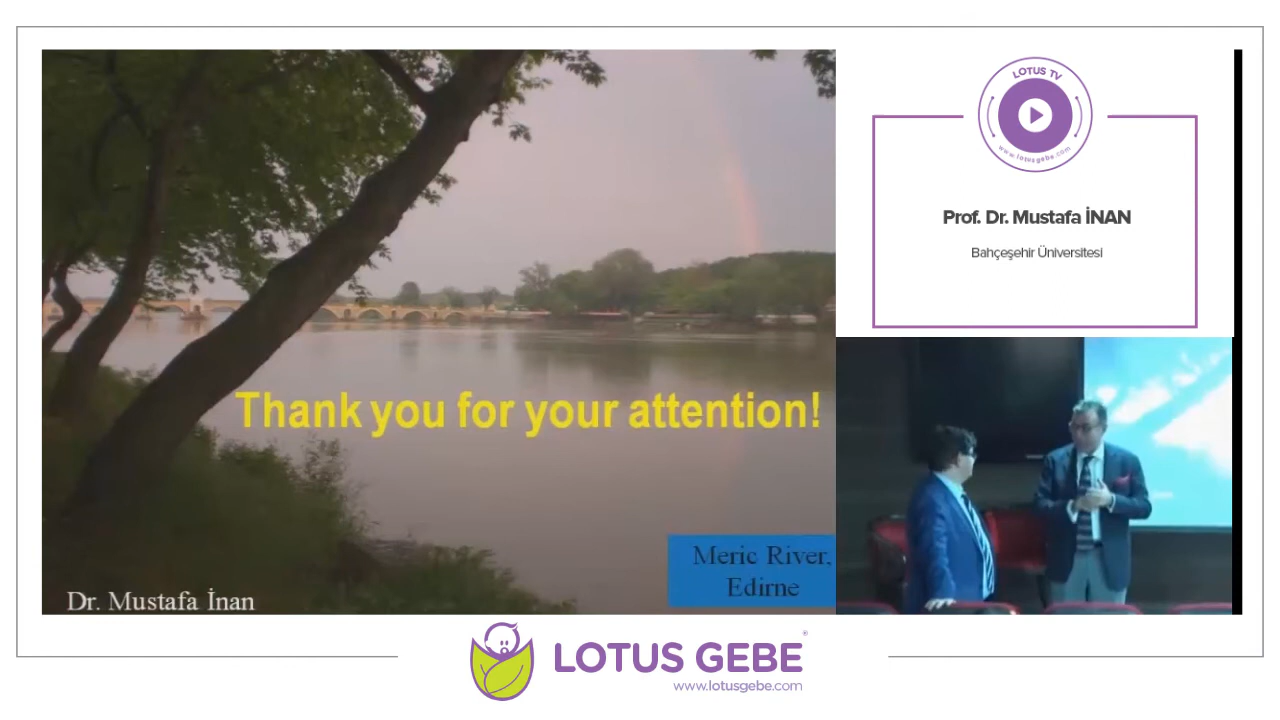 Thank you for your attention!
Meric River,
Edirne
Dr. Mustafa İnan
LOTUS TV
www.lotusgebe.com
Prof. Dr. Mustafa İNAN
Bahçeşehir Üniversitesi
LOTUS GEBE®
www.lotusgebe.com